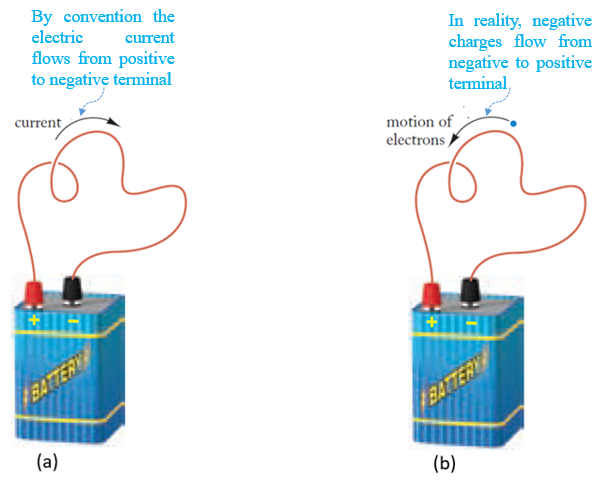 By convention the
electric current
flows from positive
to negative terminal
current
+ −
BATTERY
(a)
In reality, negative
charges flow from
negative to positive
terminal
motion of
electrons
+ −
BATTERY
(b)